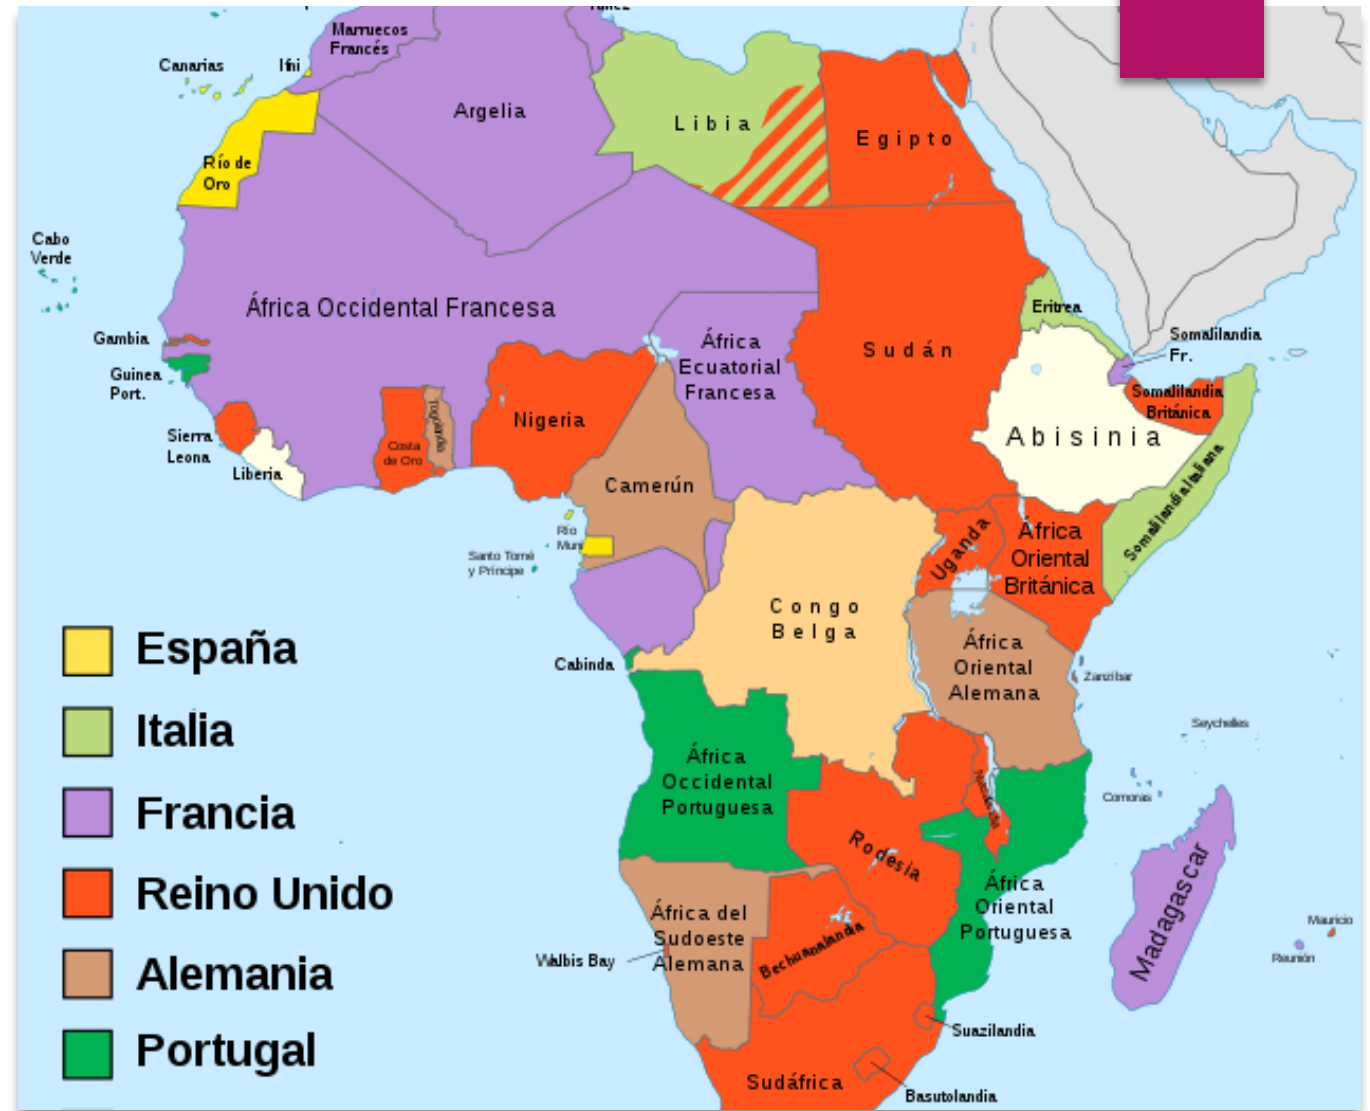 Túnez
Marruecos
Francés
Canarias
Ifni
Argelia
Libia
Egipto
Río de
Oro
Cabo
Verde
África Occidental Francesa
Eritrea
Gambia
África
Ecuatorial
Francesa
Sudán
Somalilandia
Fr.
Guinea
Port.
Somalilandia
Británica
Nigeria
Abisinia
Sierra
Leona
Costa
de Oro
Togolandia
Liberia
Camerún
Somalilandia Italiana
Río
Muni
Santo Tomé
y Príncipe
Uganda
África
Oriental
Británica
Congo
Belga
España
Cabinda
África
Oriental
Alemana
Zanzíbar
Italia
Seychelles
África
Occidental
Portuguesa
Comoras
Francia
Rodesia
Madagascar
Reino Unido
África
Oriental
Portuguesa
África del
Sudoeste
Alemana
Walbis Bay
Bechuanalandia
Mauricio
Reunión
Alemania
Suazilandia
Portugal
Sudáfrica
Basutolandia